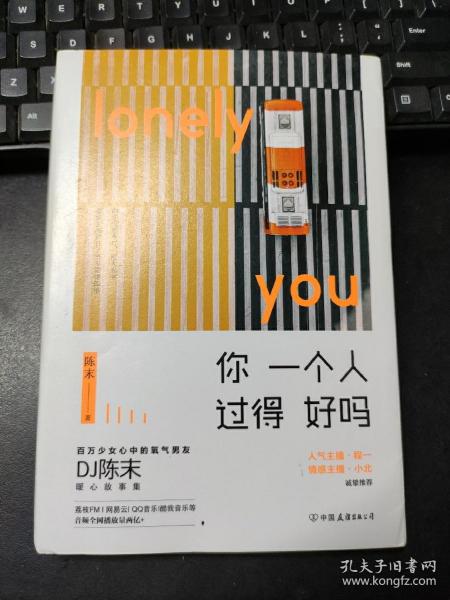 lonely
you
你 一个人
过得 好吗
陈末
著
百万少女心中的氧气男友
DJ陈末
暖心故事集
荔枝FM | 网易云 | QQ音乐/酷我音乐等
音频全网播放量两亿+
人气主播·程一
情感主播·小北
诚挚推荐
中国友谊出版公司
Enter
Shift
Ctrl
孔夫子旧书网
www.kongfz.com